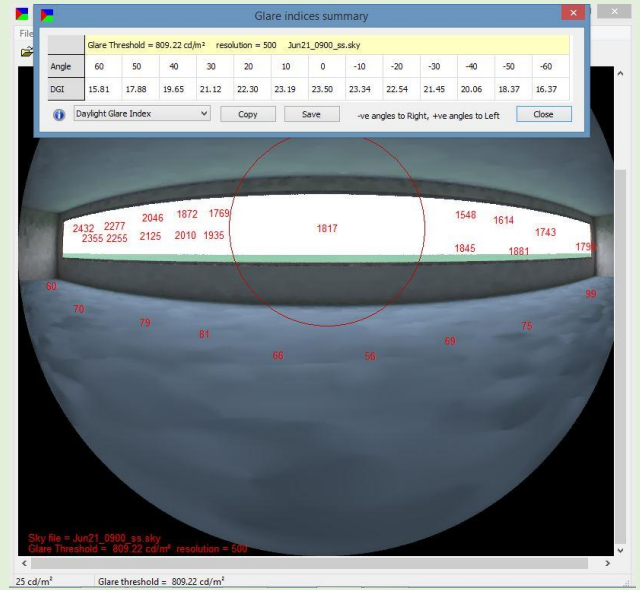 Glare indices summary
File
Glare Threshold = 809.22 cd/m² resolution = 500 Jun21_0900_ss.sky
Angle 60 50 40 30 20 10 0 -10 -20 -30 -40 -50 -60
DGI 15.81 17.88 19.65 21.12 22.30 23.19 23.50 23.34 22.54 21.45 20.06 18.37 16.37
Daylight Glare Index Copy Save -ve angles to Right, +ve angles to Left Close
2432 2277 2046 1872 1769 1817 1548 1614 1743
2355 2255 2125 2010 1935 1845 1881
60 99
70 79 81 66 56 69 75
Sky file = Jun21_0900_ss.sky
Glare Threshold = 809.22 cd/m² resolution = 500
25 cd/m² Glare threshold = 809.22 cd/m²